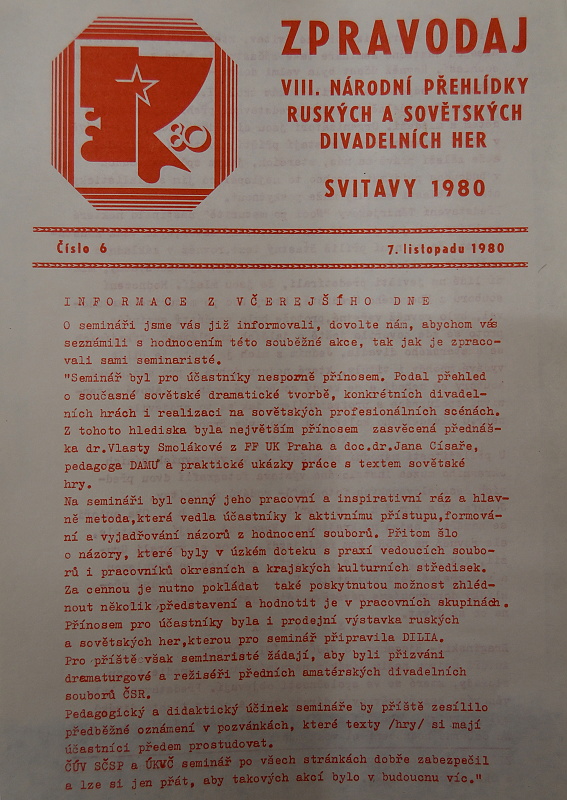 80
ZPRAVODAJ
VIII. NÁRODNÍ PŘEHLÍDKY
RUSKÝCH A SOVĚTSKÝCH
DIVADELNÍCH HER
SVITAVY 1980
Číslo 6
7. listopadu 1980
INFORMACE Z VČEREJŠÍHO DNE
O semináři jsme vás již informovali, dovolte nám, abychom vás
seznámili s hodnocením této souběžné akce, tak jak je zpraco-
vali sami seminaristé.
"Seminář byl pro účastníky nesporně přínosem. Podal přehled
o současné sovětské dramatické tvorbě, konkrétních divadel-
ních hrách i realizaci na sovětských profesionálních scénách.
Z tohoto hlediska byla největším přínosem zasvěcená přednáš-
ka dr.Vlasty Smolákové z FF UK Praha a doc.dr.Jana Císaře,
pedagoga DAMU a praktické ukázky práce s textem sovětské
hry.
Na semináři byl cenný jeho pracovní a inspirativní ráz a hlav-
ně metoda,která vedla účastníky k aktivnímu přístupu,formová-
ní a vyjadřování názorů z hodnocení souborů. Přitom šlo
o názory, které byly v úzkém doteku s praxí vedoucích soubo-
rů i pracovníků okresních a krajských kulturních středisek.
Za cennou je nutno pokládat také poskytnutou možnost zhléd-
nout několik představení a hodnotit je v pracovních skupinách.
Přínosem pro účastníky byla i prodejní výstavka ruských
a sovětských her,kterou pro seminář připravila DILIA.
Pro příště však seminaristé žádají, aby byli přizváni
dramaturgové a režiséři předních amatérských divadelních
souborů ČSR.
Pedagogický a didaktický účinek semináře by příště zesílilo
předběžné oznámení v pozvánkách, které texty /hry/ si mají
účastníci předem prostudovat.
ČÚV SČSP a ÚKVČ seminář po všech stránkách dobře zabezpečil
a lze si jen přát, aby takových akcí bylo v budoucnu víc."